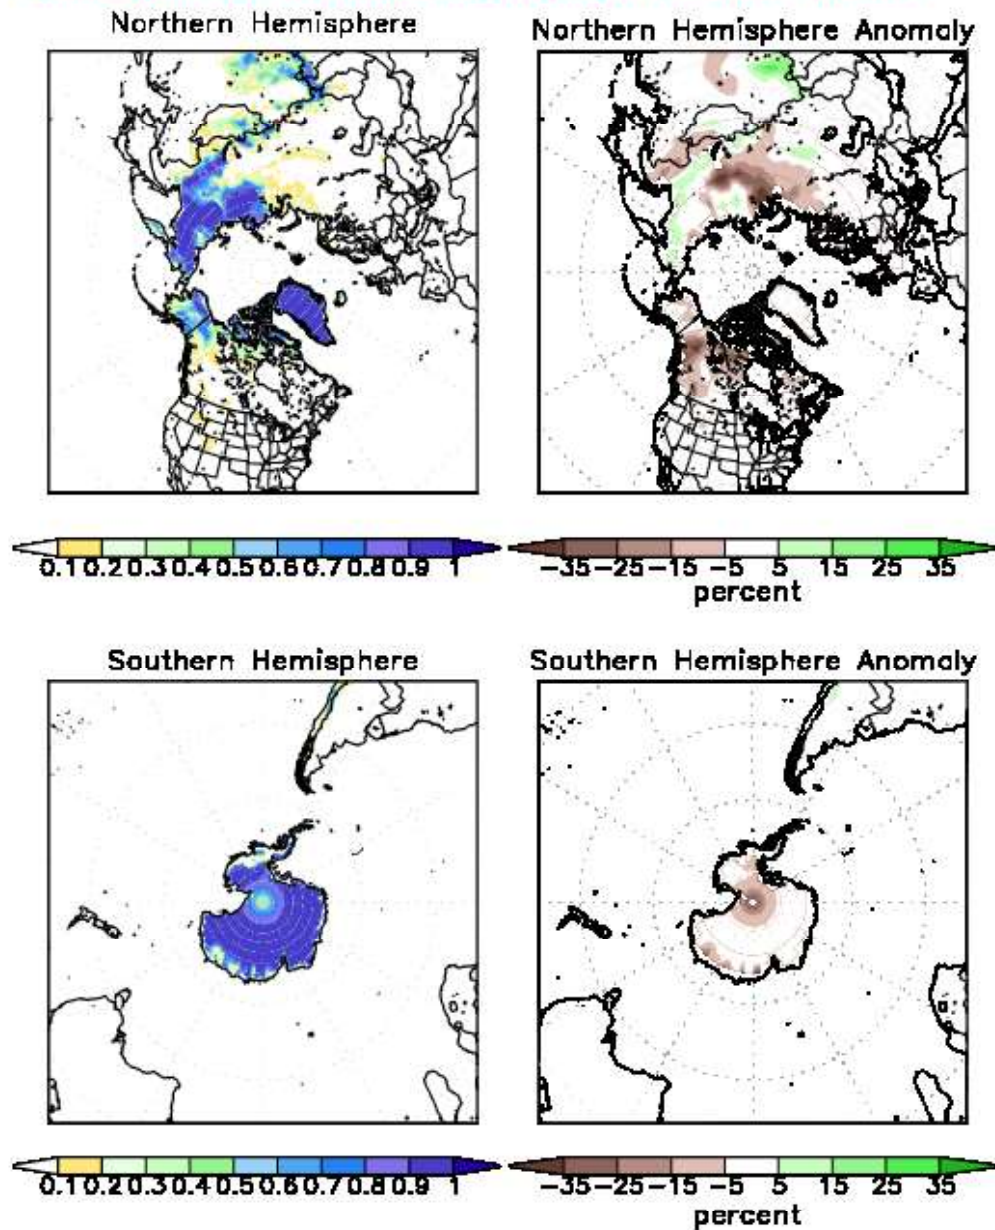 Northern Hemisphere
Northern Hemisphere Anomaly
0.1 0.2 0.3 0.4 0.5 0.6 0.7 0.8 0.9 1
-35 -25 -15 -5 5 15 25 35
percent
Southern Hemisphere
Southern Hemisphere Anomaly
0.1 0.2 0.3 0.4 0.5 0.6 0.7 0.8 0.9 1
-35 -25 -15 -5 5 15 25 35
percent